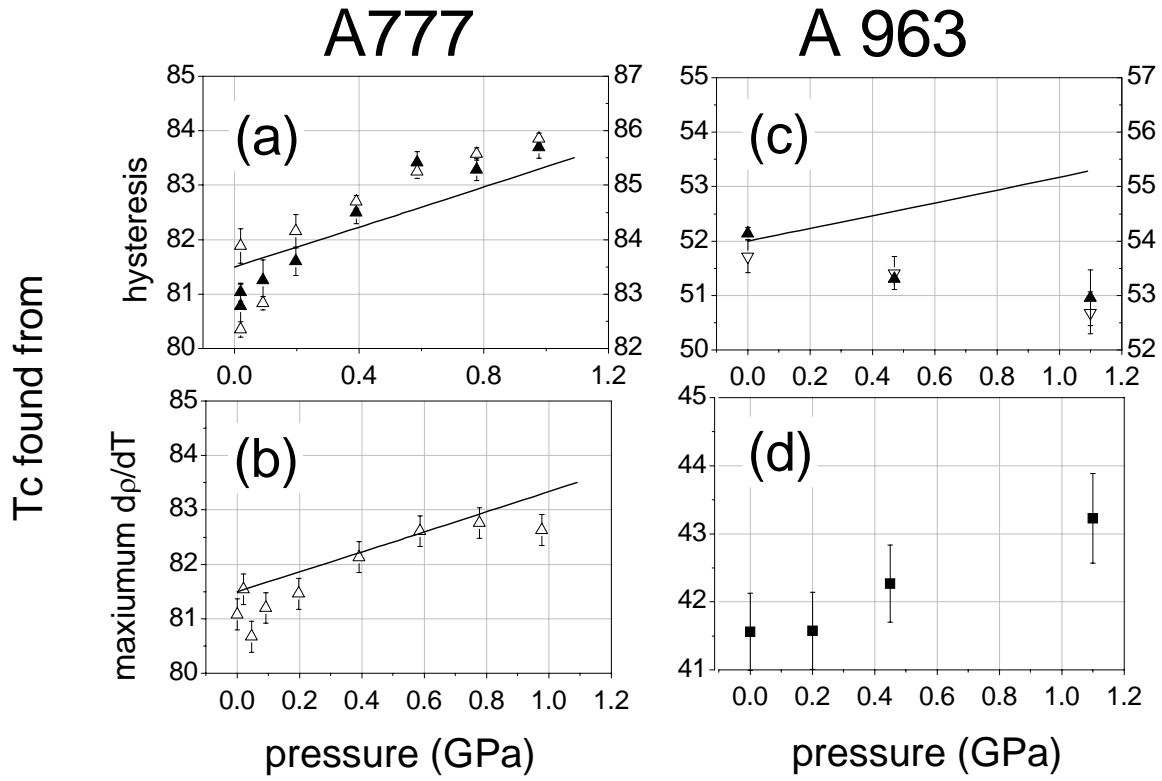 A777
A 963
Tc found from
hysteresis
(a)
85
84
83
82
81
80
87
86
85
84
83
82
0.0 0.4 0.8 1.2
(c)
55
54
53
52
51
50
57
56
55
54
53
52
0.0 0.2 0.4 0.6 0.8 1.0 1.2
maxiumum dρ/dT
(b)
85
84
83
82
81
80
0.0 0.2 0.4 0.6 0.8 1.0 1.2
pressure (GPa)
(d)
45
44
43
42
41
0.0 0.2 0.4 0.6 0.8 1.0 1.2
pressure (GPa)